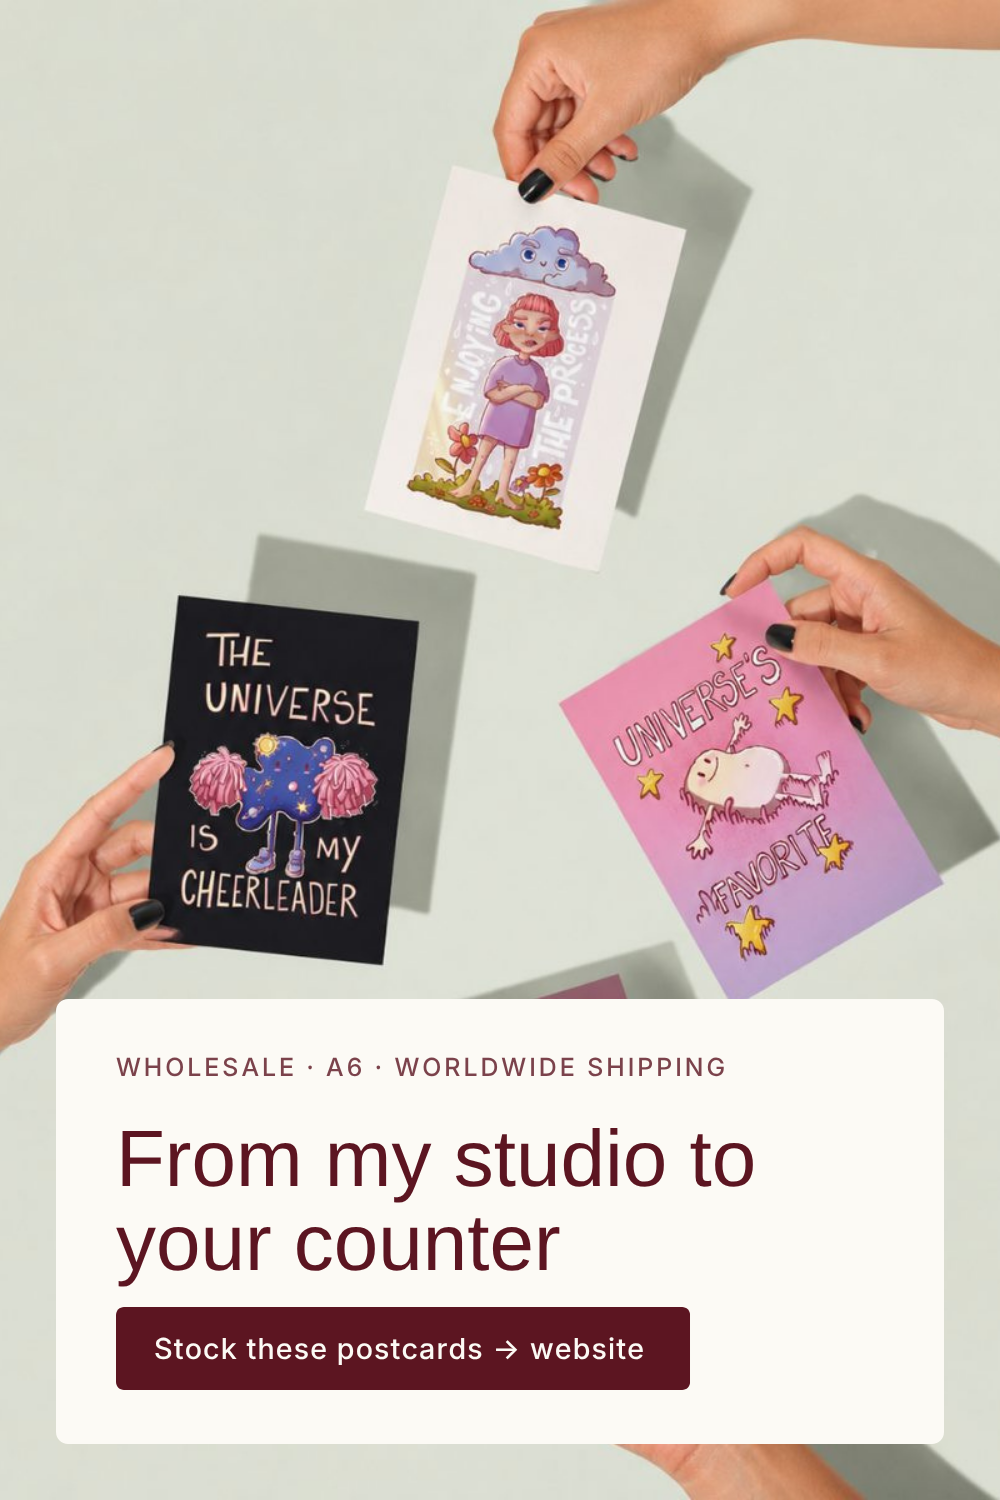 ENJOYING
THE PROCESS
THE
UNIVERSE
IS MY
CHEERLEADER
UNIVERSE'S
FAVORITE
WHOLESALE · A6 · WORLDWIDE SHIPPING
From my studio to
your counter
Stock these postcards → website